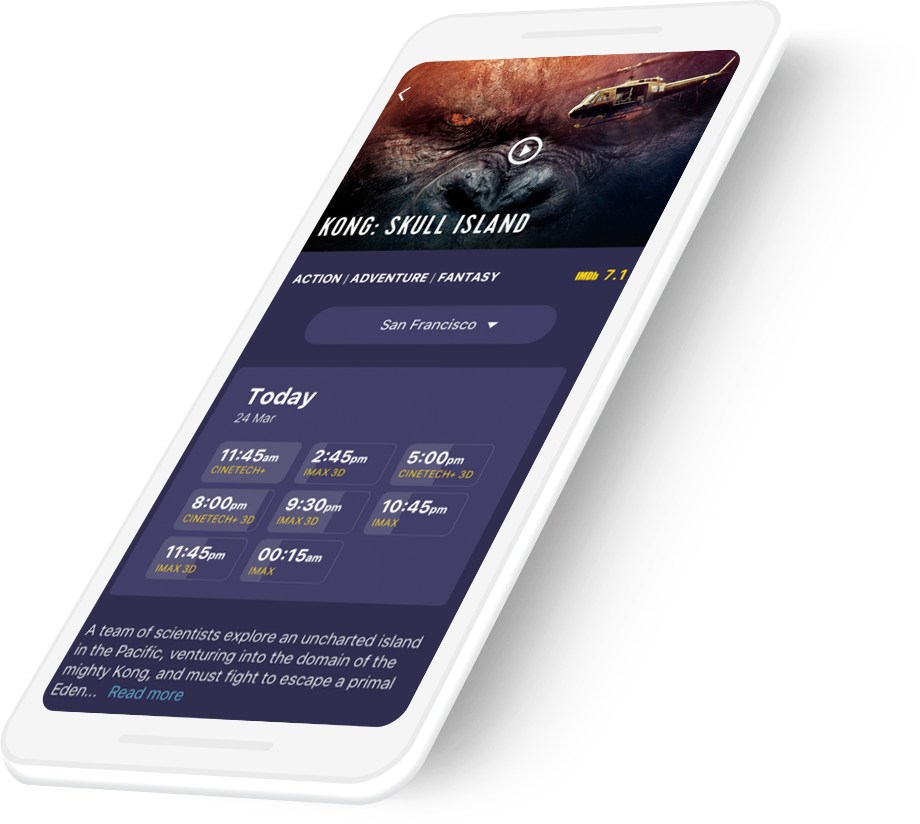 KONG: SKULL ISLAND
ACTION | ADVENTURE | FANTASY IMDb 7.1
San Francisco
Today
24 Mar
11:45am 2:45pm 5:00pm
CINETECH+ IMAX 3D CINETECH+ 3D
8:00pm 9:30pm 10:45pm
CINETECH+ 3D IMAX 3D IMAX
11:45pm 00:15am
IMAX 3D IMAX
A team of scientists explore an uncharted island
in the Pacific, venturing into the domain of the
mighty Kong, and must fight to escape a primal
Eden... Read more